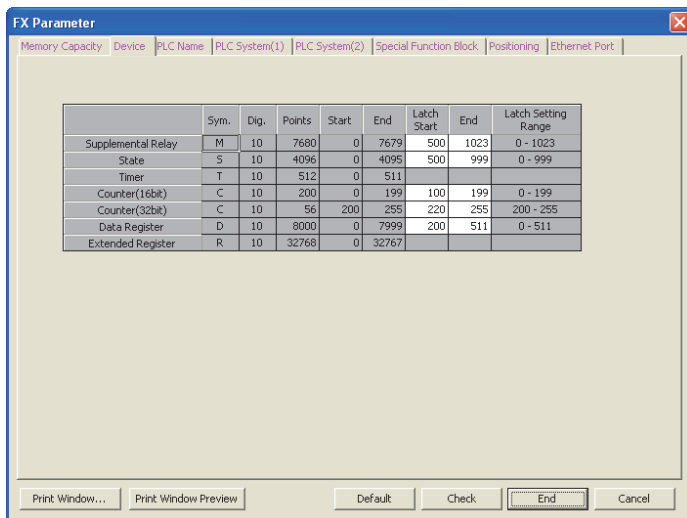 FX Parameter
Memory Capacity Device PLC Name PLC System(1) PLC System(2) Special Function Block Positioning Ethernet Port
Sym. Dig. Points Start End Latch Start End Latch Setting Range
Supplemental Relay M 10 7680 0 7679 500 1023 0 - 1023
State S 10 4096 0 4095 500 999 0 - 999
Timer T 10 512 0 511
Counter(16bit) C 10 200 0 199 100 199 0 - 199
Counter(32bit) C 10 56 200 255 220 255 200 - 255
Data Register D 10 8000 0 7999 200 511 0 - 511
Extended Register R 10 32768 0 32767
Print Window... Print Window Preview Default Check End Cancel